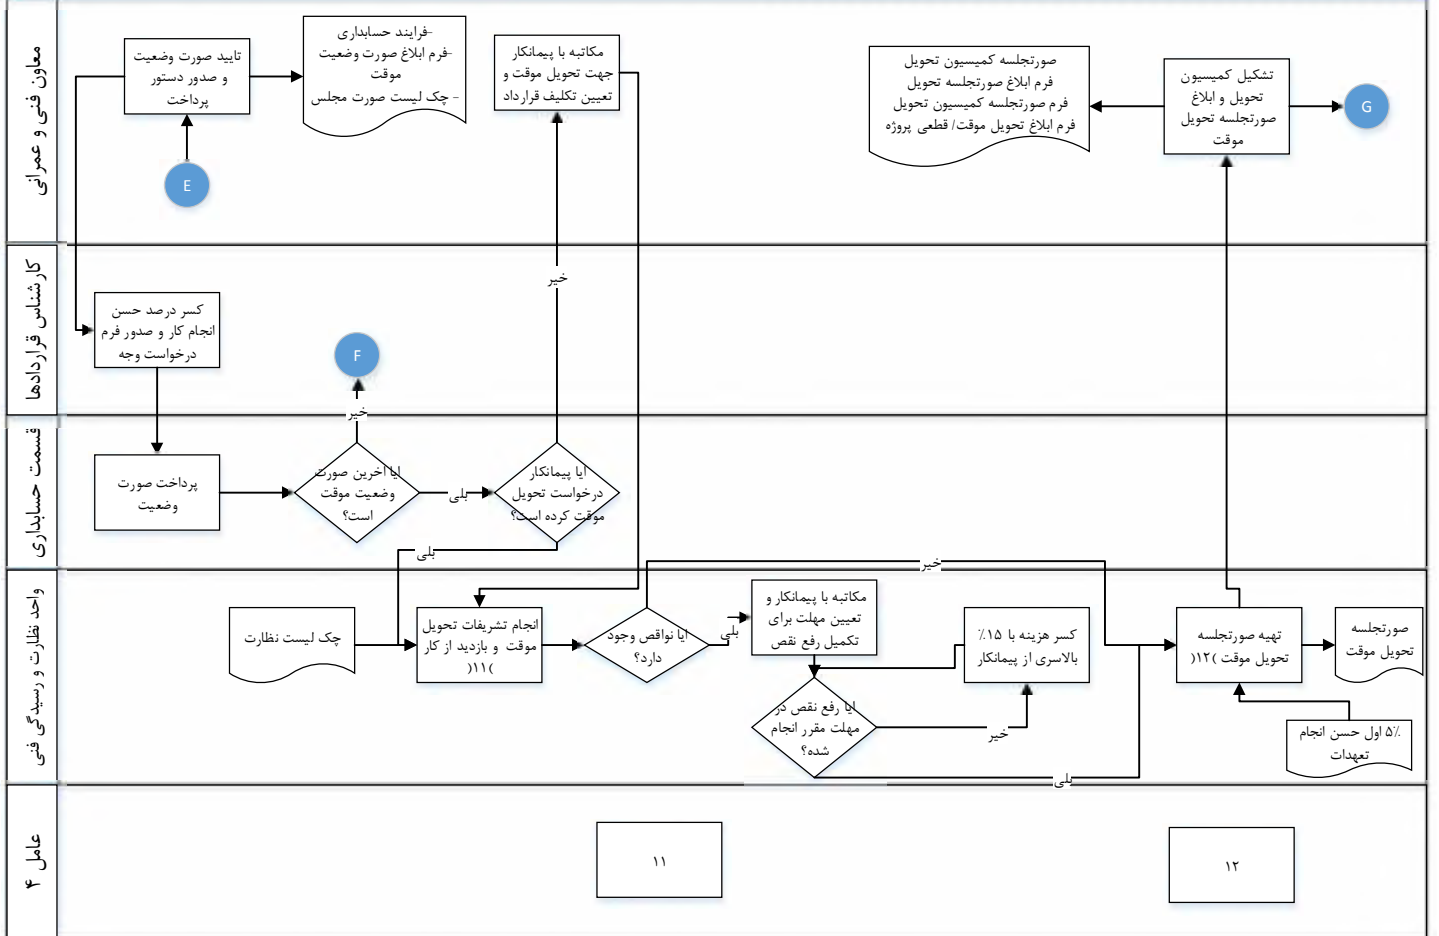 معاون فنی و عمرانی
تایید صورت وضعیت
و صدور دستور
پرداخت
E
-فرایند حسابداری
-فرم ابلاغ صورت وضعیت
موقت
- چک لیست صورت مجلس
مکاتبه با پیمانکار
جهت تحویل موقت و
تعیین تکلیف قرارداد
صورتجلسه کمیسیون تحویل
فرم ابلاغ صورتجلسه تحویل
فرم صورتجلسه کمیسیون تحویل
فرم ابلاغ تحویل موقت/ قطعی پروژه
تشکیل کمیسیون
تحویل و ابلاغ
صورتجلسه تحویل
موقت
G
کارشناس قراردادها
کسر درصد حسن
انجام کار و صدور فرم
درخواست وجه
F
خیر
خیر
قسمت حسابداری
پرداخت صورت
وضعیت
ایا اخرین صورت
وضعیت موقت
است؟
بلی
ایا پیمانکار
درخواست تحویل
موقت کرده است؟
بلی
خیر
واحد نظارت و رسیدگی فنی
چک لیست نظارت
انجام تشریفات تحویل
موقت و بازدید از کار
)۱۱(
ایا نواقص وجود
دارد؟
بلی
مکاتبه با پیمانکار و
تعیین مهلت برای
تکمیل رفع نقص
ایا رفع نقص در
مهلت مقرر انجام
شده؟
خیر
بلی
کسر هزینه با ۱۵٪
بالاسری از پیمانکار
تهیه صورتجلسه
تحویل موقت )۱۲(
صورتجلسه
تحویل موقت
۵٪ اول حسن انجام
تعهدات
عامل ۴
۱۱
۱۲